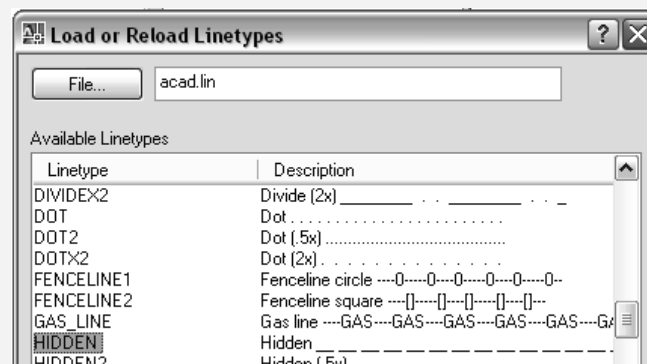 Load or Reload Linetypes
File... acad.lin
Available Linetypes
Linetype Description
DIVIDEX2 Divide (2x) ________ . . ________ . . _
DOT Dot . . . . . . . . . . . . . . . . . . . . . . . .
DOT2 Dot (.5x) ........................................
DOTX2 Dot (2x) . . . . . . . . . . . . . .
FENCELINE1 Fenceline circle ----0-----0----0-----0----0-----0--
FENCELINE2 Fenceline square ----[]-----[]----[]-----[]----[]---
GAS_LINE Gas line ----GAS----GAS----GAS----GAS----GAS----GA
HIDDEN Hidden __ __ __ __ __ __ __ __ __ __ __ __
HIDDEN2 Hidden (.5x)